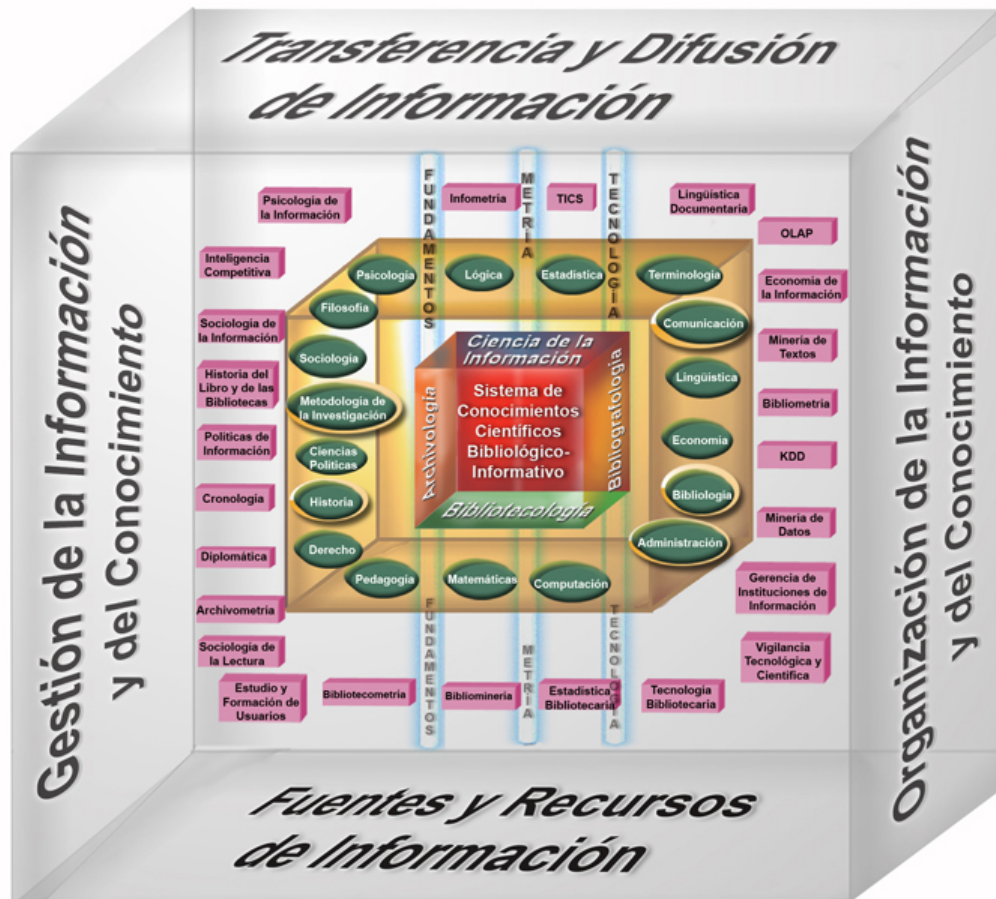 Transferencia y Difusión
de Información
Gestión de la Información
y del Conocimiento
Organización de la Información
y del Conocimiento
FUNDAMENTOS
METRIA
TECNOLOGIA
Psicología de
la Información
Infometría
TICS
Lingüística
Documentaria
OLAP
Inteligencia
Competitiva
Economía de
la Información
Sociología de
la Información
Minería de
Textos
Historia del
Libro y de las
Bibliotecas
Bibliometría
Políticas de
Información
KDD
Cronología
Minería de
Datos
Diplomática
Gerencia de
Instituciones de
Información
Archivometría
Sociología de
la Lectura
Vigilancia
Tecnológica y
Científica
Estudio y
Formación de
Usuarios
Bibliotecometría
Bibliominería
Estadística
Bibliotecaria
Tecnología
Bibliotecaria
Psicología
Lógica
Estadística
Terminología
Filosofía
Comunicación
Sociología
Lingüística
Metodología de
la Investigación
Economía
Ciencias
Políticas
Historia
Bibliología
Derecho
Administración
Pedagogía
Matemáticas
Computación
Ciencia de la
Información
Archivología
Sistema de
Conocimientos
Científicos
Bibliológico-
Informativo
Bibliografología
Bibliotecología
FUNDAMENTOS
METRIA
TECNOLOGIA
Fuentes y Recursos
de Información